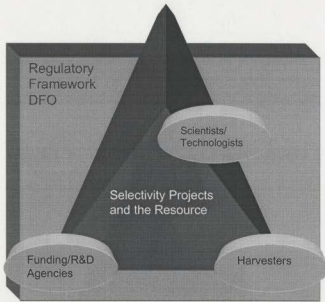 Regulatory
Framework
DFO
Scientists/
Technologists
Selectivity Projects
and the Resource
Funding/R&D
Agencies
Harvesters